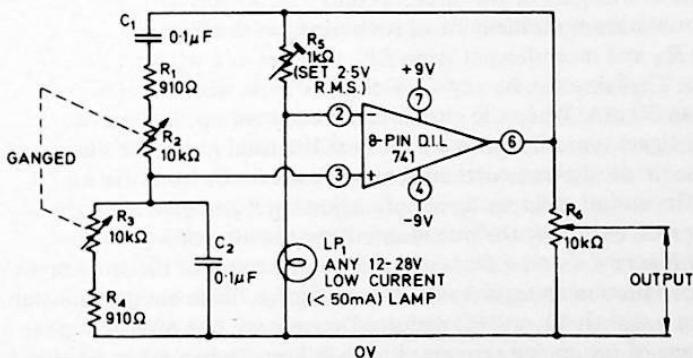 C1
0·1µF
R1
910Ω
R2
10kΩ
GANGED
R3
10kΩ
R4
910Ω
C2
0·1µF
R5
1kΩ
(SET 2·5V
R.M.S.)
+9V
2
7
8-PIN D.I.L
741
6
3
+
4
-9V
LP1
ANY 12-28V
LOW CURRENT
(< 50mA) LAMP
R6
10kΩ
OUTPUT
0V